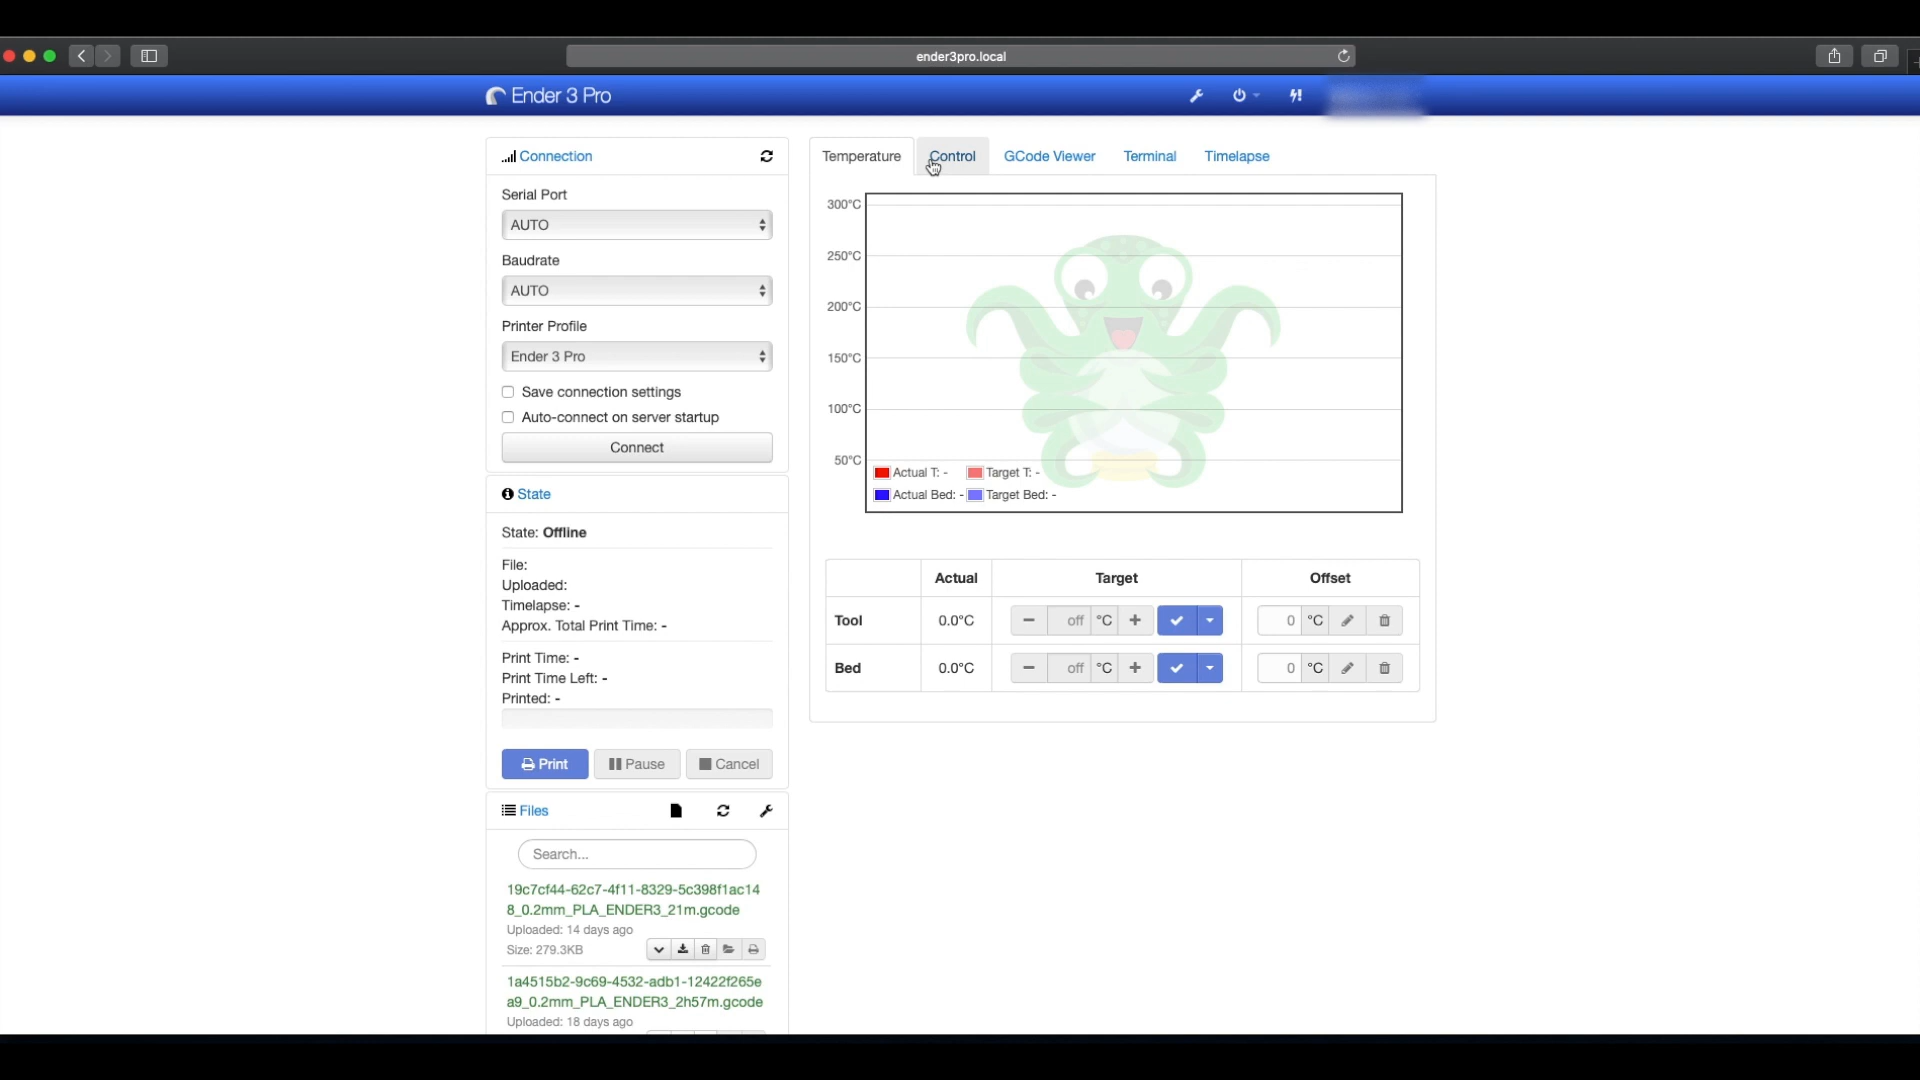 ender3pro.local
Ender 3 Pro
Connection
Serial Port
AUTO
Baudrate
AUTO
Printer Profile
Ender 3 Pro
Save connection settings
Auto-connect on server startup
Connect
State
State: Offline
File:
Uploaded:
Timelapse: -
Approx. Total Print Time: -
Print Time: -
Print Time Left: -
Printed: -
Print Pause Cancel
Files
Search...
19c7cf44-62c7-4f11-8329-5c398f1ac14
8_0.2mm_PLA_ENDER3_21m.gcode
Uploaded: 14 days ago
Size: 279.3KB
1a4515b2-9c69-4532-adb1-12422f265e
a9_0.2mm_PLA_ENDER3_2h57m.gcode
Uploaded: 18 days ago
Temperature Control GCode Viewer Terminal Timelapse
300°C
250°C
200°C
150°C
100°C
50°C
Actual T: - Target T: -
Actual Bed: - Target Bed: -
Actual Target Offset
Tool 0.0°C off °C 0 °C
Bed 0.0°C off °C 0 °C